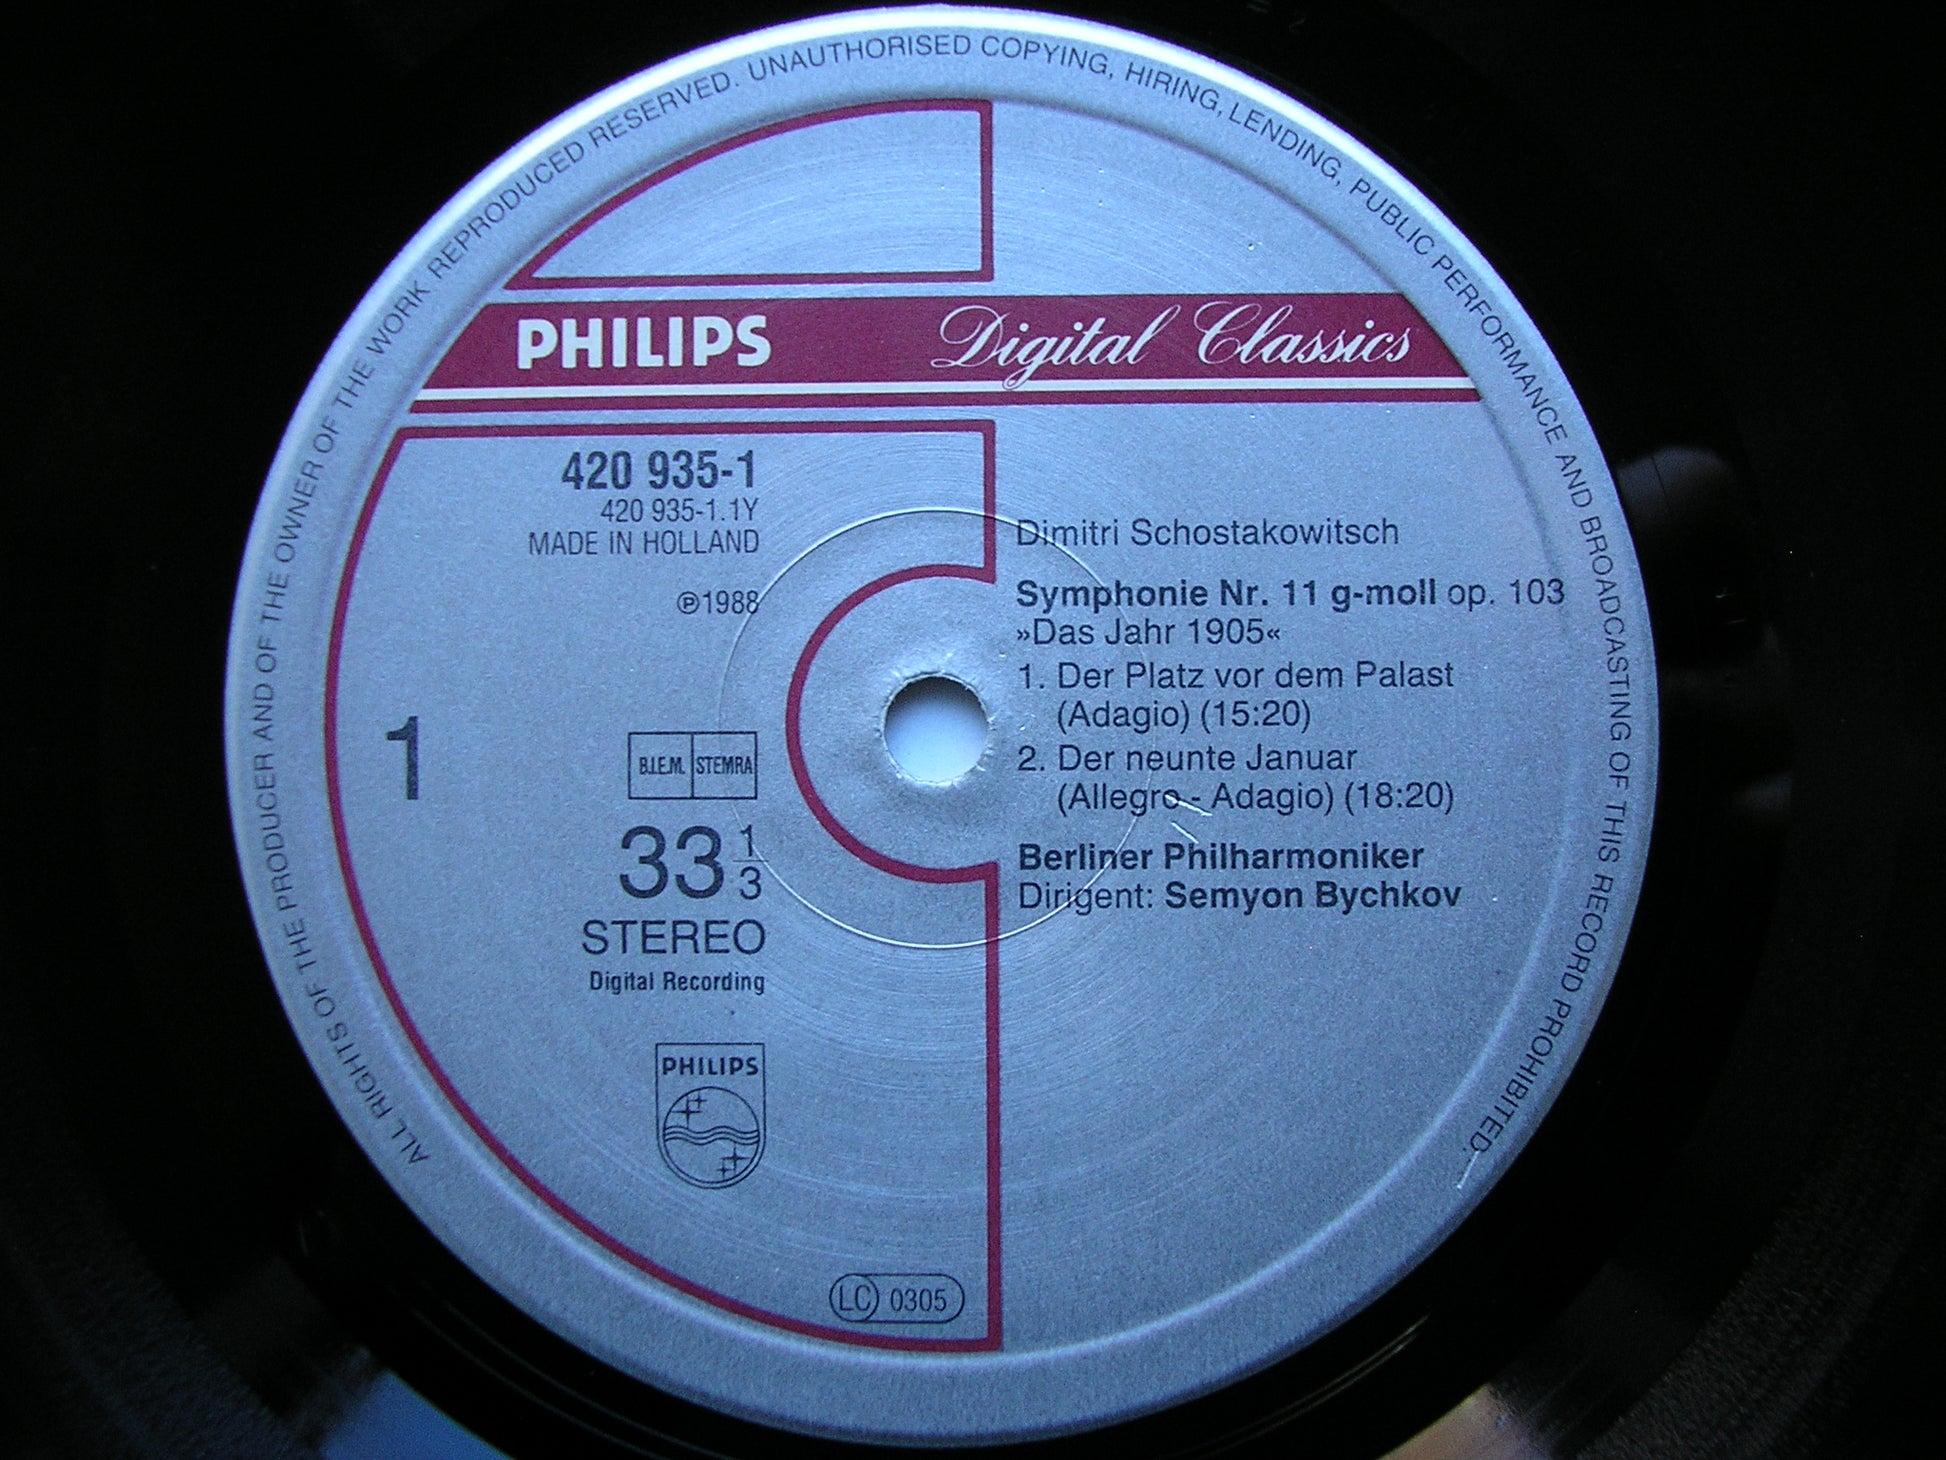 ALL RIGHTS OF THE PRODUCER AND OF THE OWNER OF THE WORK REPRODUCED RESERVED. UNAUTHORISED COPYING, HIRING, LENDING, PUBLIC PERFORMANCE AND BROADCASTING OF THIS RECORD PROHIBITED.
PHILIPS Digital Classics
420 935-1
420 935-1.1Y
MADE IN HOLLAND
℗1988
1
B.I.E.M. STEMRA
33 1/3
STEREO
Digital Recording
PHILIPS
LC 0305
Dimitri Schostakowitsch
Symphonie Nr. 11 g-moll op. 103
»Das Jahr 1905«
1. Der Platz vor dem Palast
(Adagio) (15:20)
2. Der neunte Januar
(Allegro - Adagio) (18:20)
Berliner Philharmoniker
Dirigent: Semyon Bychkov